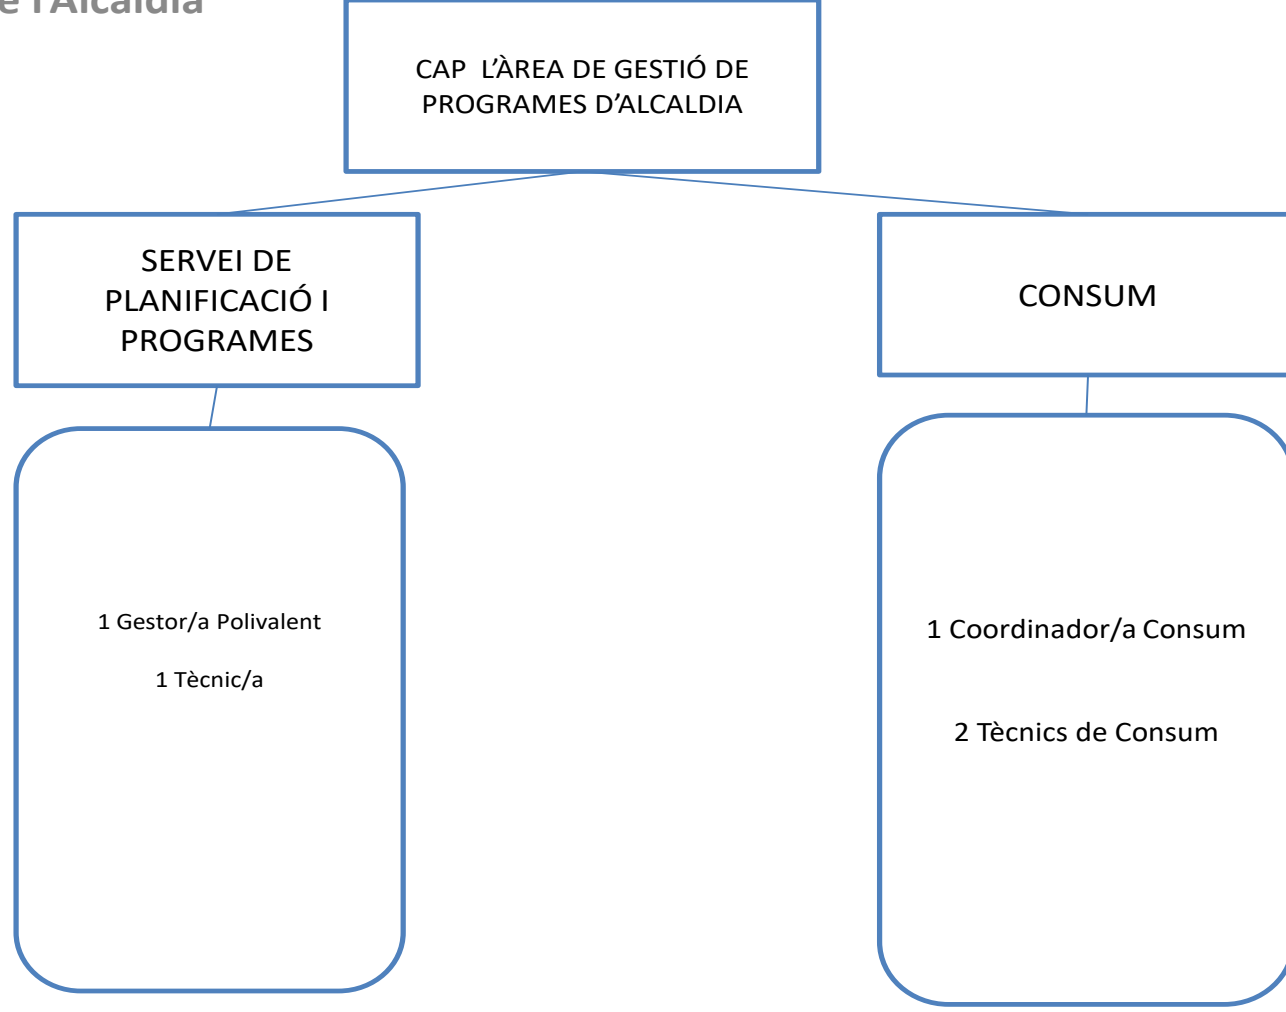 e l'Alcaldia
CAP L’ÀREA DE GESTIÓ DE
PROGRAMES D’ALCALDIA
SERVEI DE
PLANIFICACIÓ I
PROGRAMES
CONSUM
1 Gestor/a Polivalent
1 Tècnic/a
1 Coordinador/a Consum
2 Tècnics de Consum